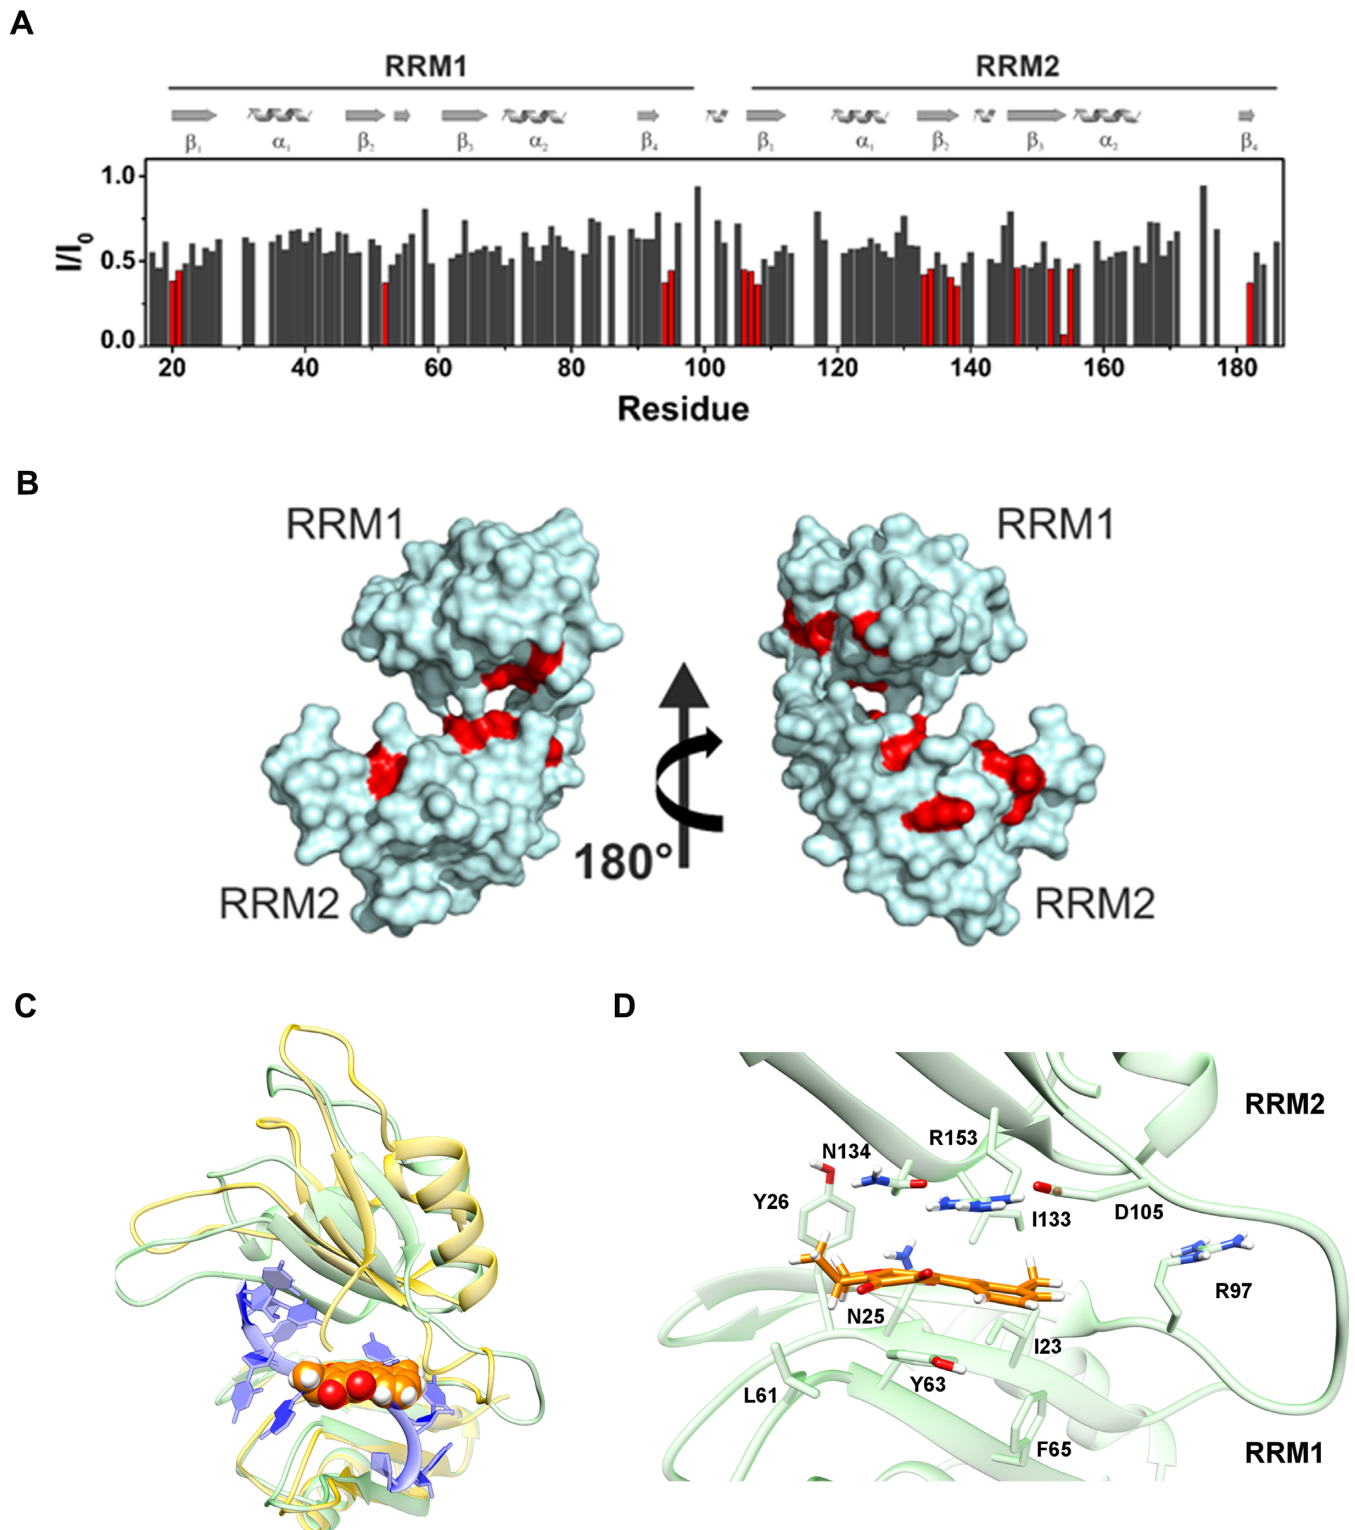 A
RRM1 RRM2
β₁ α₁ β₂ β₃ α₂ β₄ β₁ α₁ β₂ β₃ α₂ β₄
1.0
0.5
0.0
I/I₀
20 40 60 80 100 120 140 160 180
Residue
B
RRM1 RRM1
180°
RRM2 RRM2
C D
RRM2
R153
N134
Y26
I133 D105
R97
N25
I23
Y63
L61
F65
RRM1